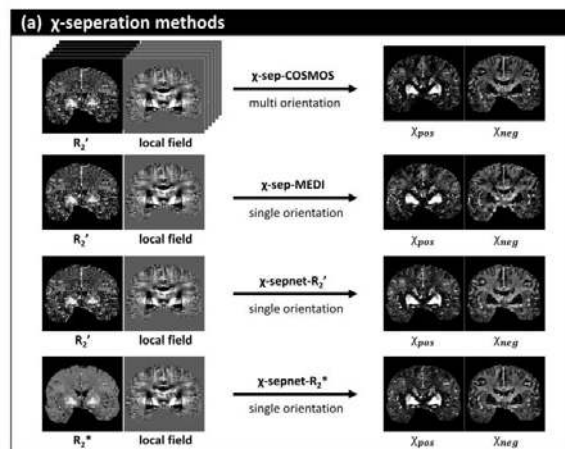 (a) χ-seperation methods
χ-sep-COSMOS
multi orientation
R₂' local field χpos χneg
χ-sep-MEDI
single orientation
R₂' local field χpos χneg
χ-sepnet-R₂'
single orientation
R₂' local field χpos χneg
χ-sepnet-R₂*
single orientation
R₂* local field χpos χneg